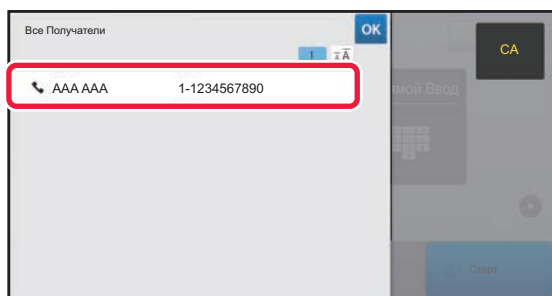 Все Получатели
OK
CA
1
AAA AAA 1-1234567890
мой Ввод
Старт